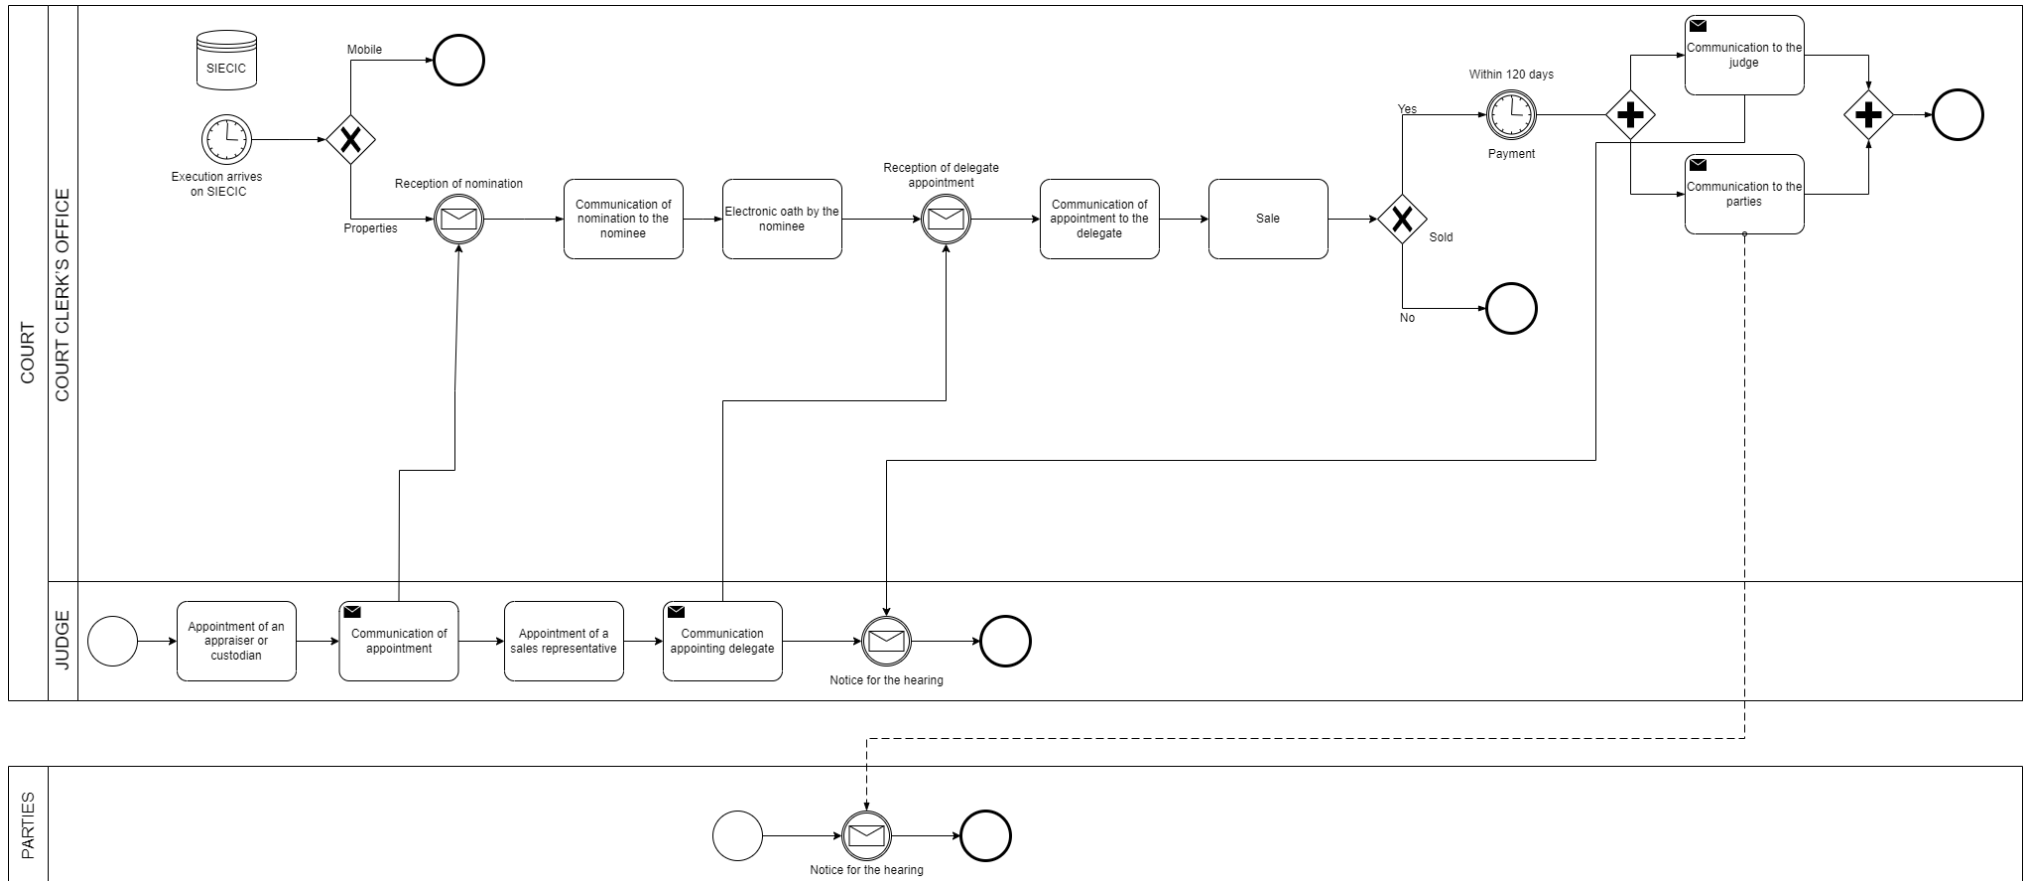 COURT
COURT CLERK'S OFFICE
SIECIC
Execution arrives
on SIECIC
Mobile
Properties
Reception of nomination
Communication of
nomination to the
nominee
Electronic oath by the
nominee
Reception of delegate
appointment
Communication of
appointment to the
delegate
Sale
Sold
Yes
No
Within 120 days
Payment
Communication to the
judge
Communication to the
parties
JUDGE
Appointment of an
appraiser or
custodian
Communication of
appointment
Appointment of a
sales representative
Communication
appointing delegate
Notice for the hearing
PARTIES
Notice for the hearing